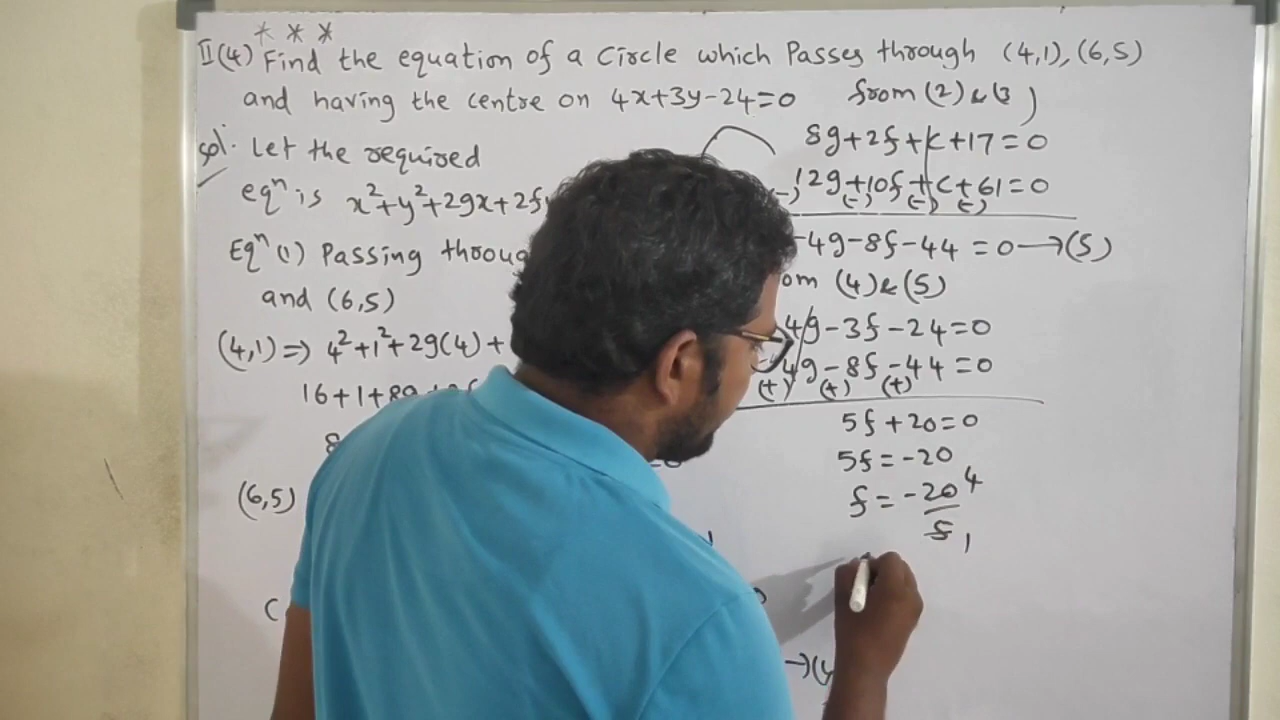 * * *
II(4) Find the equation of a Circle which Passes through (4,1), (6,5)
and having the centre on 4x+3y-24=0
Sol. Let the required
eqⁿ is x²+y²+2gx+2f
Eqⁿ (1) Passing
and (6,5)
(4,1)=> 4²+1²+2g(4)+
16+1+8g
8
(6,5)
C
from (2) & (3)
8g+2f+c+17=0
12g+10f+c+61=0
(-) (-) (-) (-)
-4g-8f-44=0→(5)
(4) & (5)
4g-3f-24=0
-4g-8f-44=0
(+) (+) (+)
5f+20=0
5f=-20
f = -20 4
5 1